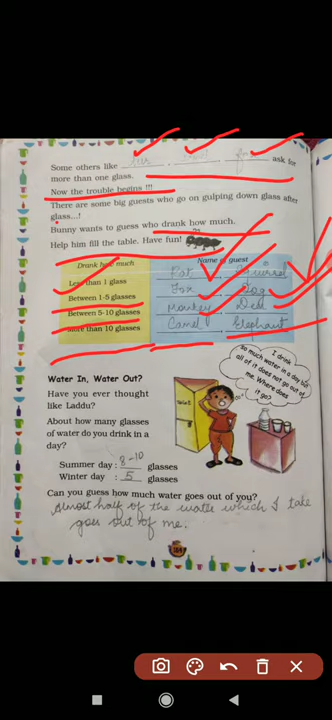 Some others like ___, ___, ___ ask for
more than one glass.
Now the trouble begins !!!
There are some big guests who go on gulping down glass after
glass...!
Bunny wants to guess who drank how much.
Help him fill the table. Have fun!
Drank how much Name of guest
Less than 1 glass Rat, Squirrel
Between 1-5 glasses Fox, Dog
Between 5-10 glasses Monkey, Deer
More than 10 glasses Camel, Elephant
Water In, Water Out?
Have you ever thought
like Laddu?
About how many glasses
of water do you drink in a
day?
Summer day : 8-10 glasses
Winter day : 5 glasses
I drink
so much water in a day but
all of it does not go out of
me. Where does
it go?
Can you guess how much water goes out of you?
Almost half of the water which I take
goes out of me.